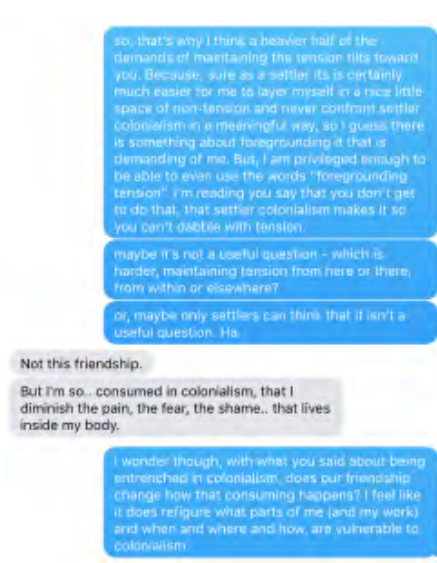 so, that's why I think a heavier half of the
demands of maintaining the tension tilts toward
you. Because, sure as a settler its is certainly
much easier for me to layer myself in a nice little
space of non-tension and never confront settler
colonialism in a meaningful way, so I guess there
is something about foregrounding it that is
demanding of me. But, I am privileged enough to
be able to even use the words "foregrounding
tension". I'm reading you say that you don't get
to do that, that settler colonialism makes it so
you can't dabble with tension.
maybe it's not a useful question - which is
harder, maintaining tension from here or there,
from within or elsewhere?
or, maybe only settlers can think that it isn't a
useful question. Ha
Not this friendship.
But I'm so.. consumed in colonialism, that I
diminish the pain, the fear, the shame.. that lives
inside my body.
I wonder though, with what you said about being
entrenched in colonialism, does our friendship
change how that consuming happens? I feel like
it does refigure what parts of me (and my work)
and when and where and how, are vulnerable to
colonialism.